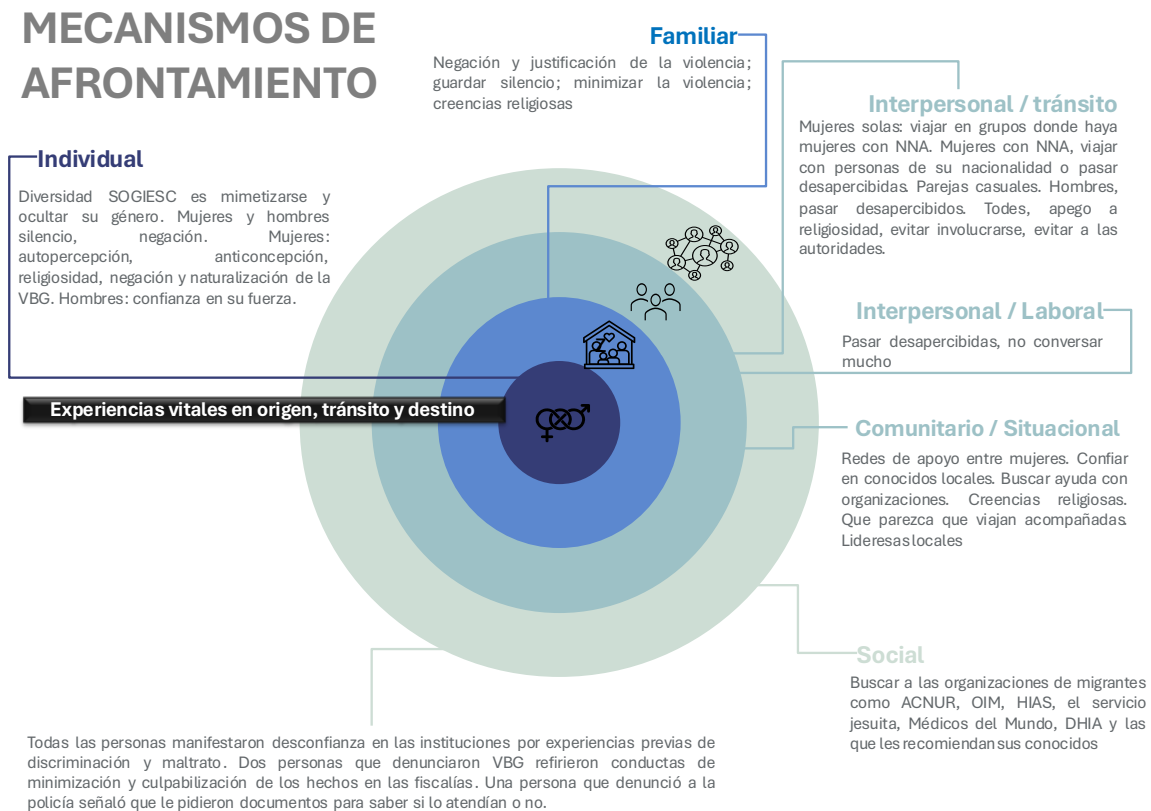 MECANISMOS DE
AFRONTAMIENTO
Familiar
Negación y justificación de la violencia;
guardar silencio; minimizar la violencia;
creencias religiosas
Interpersonal / tránsito
Mujeres solas: viajar en grupos donde haya
mujeres con NNA. Mujeres con NNA, viajar
con personas de su nacionalidad o pasar
desapercibidas. Parejas casuales. Hombres,
pasar desapercibidos. Todes, apego a
religiosidad, evitar involucrarse, evitar a las
autoridades.
Individual
Diversidad SOGIESC es mimetizarse y
ocultar su género. Mujeres y hombres
silencio, negación. Mujeres:
autopercepción, anticoncepción,
religiosidad, negación y naturalización de la
VBG. Hombres: confianza en su fuerza.
Interpersonal / Laboral
Pasar desapercibidas, no conversar
mucho
Experiencias vitales en origen, tránsito y destino
Comunitario / Situacional
Redes de apoyo entre mujeres. Confiar
en conocidos locales. Buscar ayuda con
organizaciones. Creencias religiosas.
Que parezca que viajan acompañadas.
Lideresas locales
Social
Buscar a las organizaciones de migrantes
como ACNUR, OIM, HIAS, el servicio
jesuita, Médicos del Mundo, DHIA y las
que les recomiendan sus conocidos
Todas las personas manifestaron desconfianza en las instituciones por experiencias previas de
discriminación y maltrato. Dos personas que denunciaron VBG refirieron conductas de
minimización y culpabilización de los hechos en las fiscalías. Una persona que denunció a la
policía señaló que le pidieron documentos para saber si lo atendían o no.